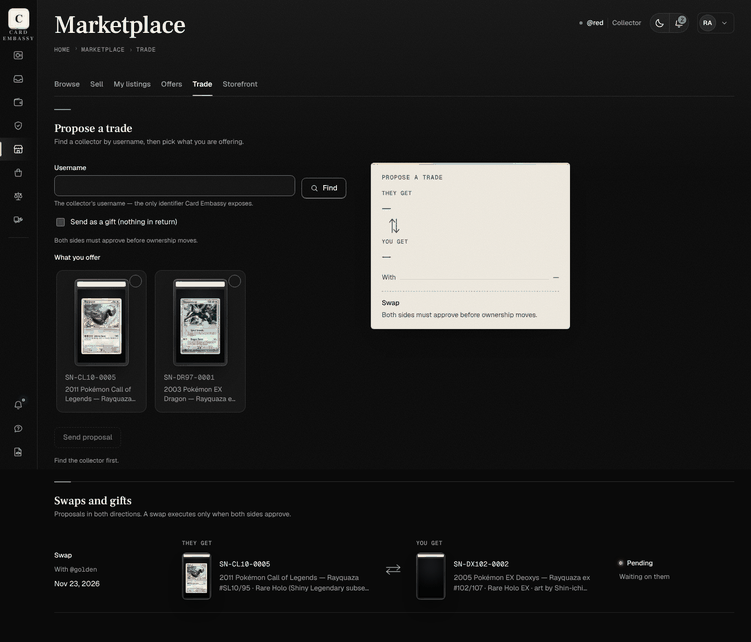 C
CARD
EMBASSY
Marketplace
@red
Collector
2
RA
HOME › MARKETPLACE › TRADE
Browse
Sell
My listings
Offers
Trade
Storefront
Propose a trade
Find a collector by username, then pick what you are offering.
Username
Find
The collector's username — the only identifier Card Embassy exposes.
Send as a gift (nothing in return)
Both sides must approve before ownership moves.
What you offer
SN-CL10-0005
2011 Pokémon Call of
Legends — Rayquaza…
SN-DR97-0001
2003 Pokémon EX
Dragon — Rayquaza e…
Send proposal
Find the collector first.
PROPOSE A TRADE
THEY GET
—
YOU GET
—
With
—
Swap
Both sides must approve before ownership moves.
Swaps and gifts
Proposals in both directions. A swap executes only when both sides approve.
Swap
With @golden
Nov 23, 2026
THEY GET
SN-CL10-0005
2011 Pokémon Call of Legends — Rayquaza
#SL10/95 · Rare Holo (Shiny Legendary subse…
YOU GET
SN-DX102-0002
2005 Pokémon EX Deoxys — Rayquaza ex
#102/107 · Rare Holo EX · art by Shin-ichi…
Pending
Waiting on them